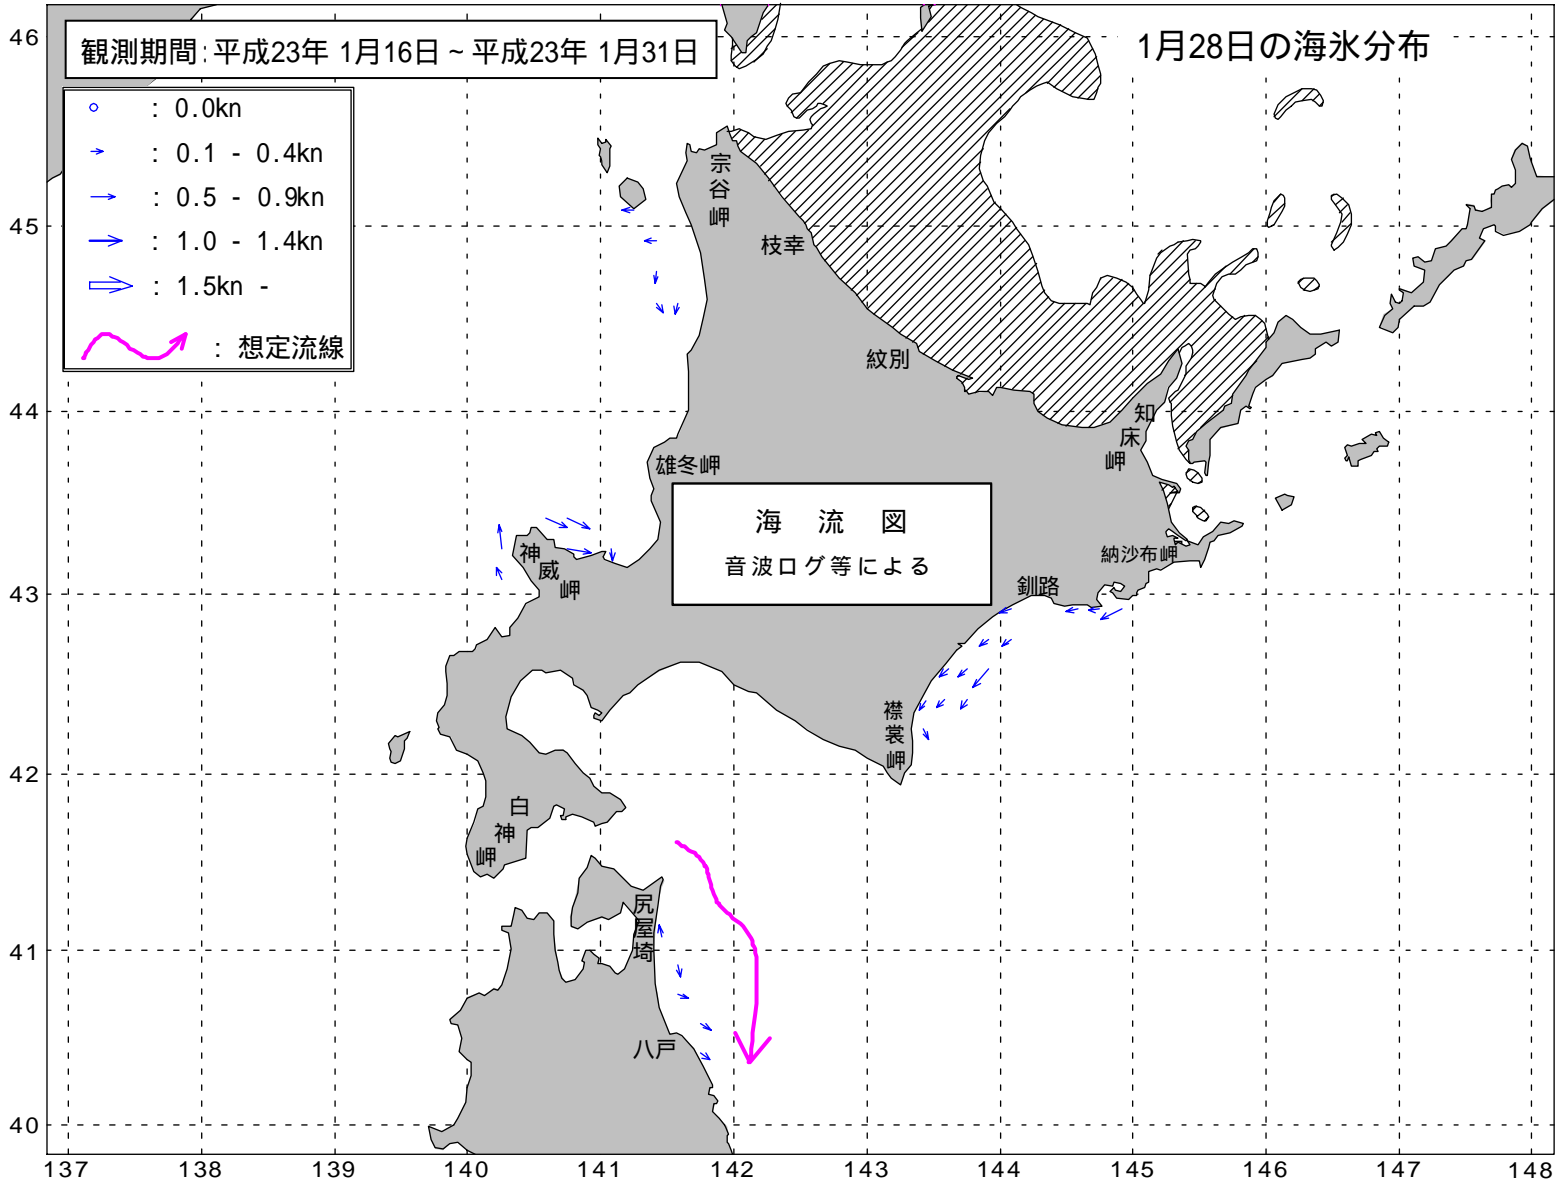 観測期間:平成23年 1月16日 ~ 平成23年 1月31日
1月28日の海氷分布
: 0.0kn
: 0.1 - 0.4kn
: 0.5 - 0.9kn
: 1.0 - 1.4kn
: 1.5kn -
: 想定流線
宗谷岬
枝幸
紋別
知床岬
雄冬岬
海 流 図
音波ログ等による
神威岬
納沙布岬
釧路
襟裳岬
白神岬
尻屋埼
八戸
46
45
44
43
42
41
40
137 138 139 140 141 142 143 144 145 146 147 148